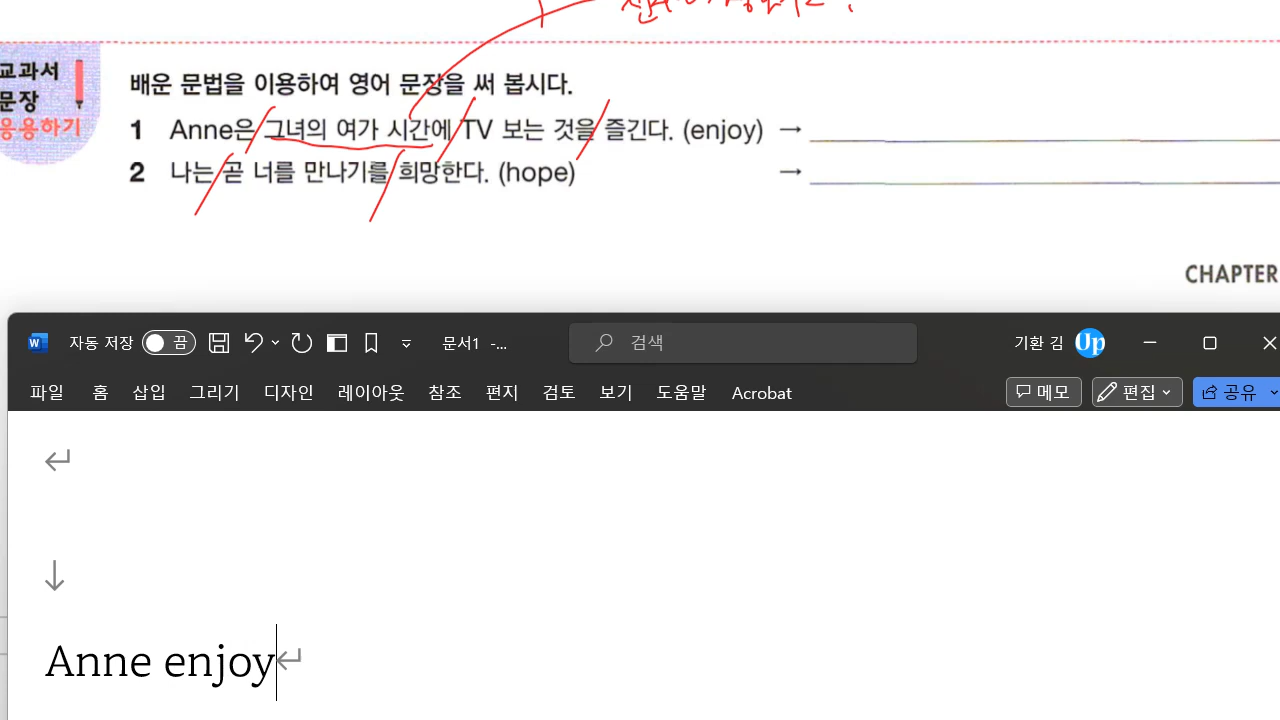 교과서
문장
응용하기
배운 문법을 이용하여 영어 문장을 써 봅시다.
1 Anne은 그녀의 여가 시간에 TV 보는 것을 즐긴다. (enjoy) →
2 나는 곧 너를 만나기를 희망한다. (hope) →
CHAPTER
자동 저장 끔 문서1 -... 검색 기환 김 Up
파일 홈 삽입 그리기 디자인 레이아웃 참조 편지 검토 보기 도움말 Acrobat 메모 편집 공유
Anne enjoy